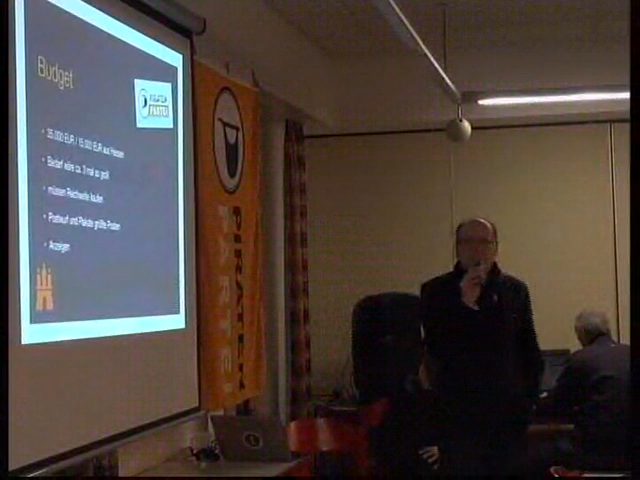 Budget
PIRATEN
PARTEI
35.000 EUR / 15.000 EUR aus Hessen
Bedarf wäre ca. 3 mal so groß
müssen Reichweite kaufen
Postwurf und Plakate größte Posten
Anzeigen
PIRATEN
PARTEI